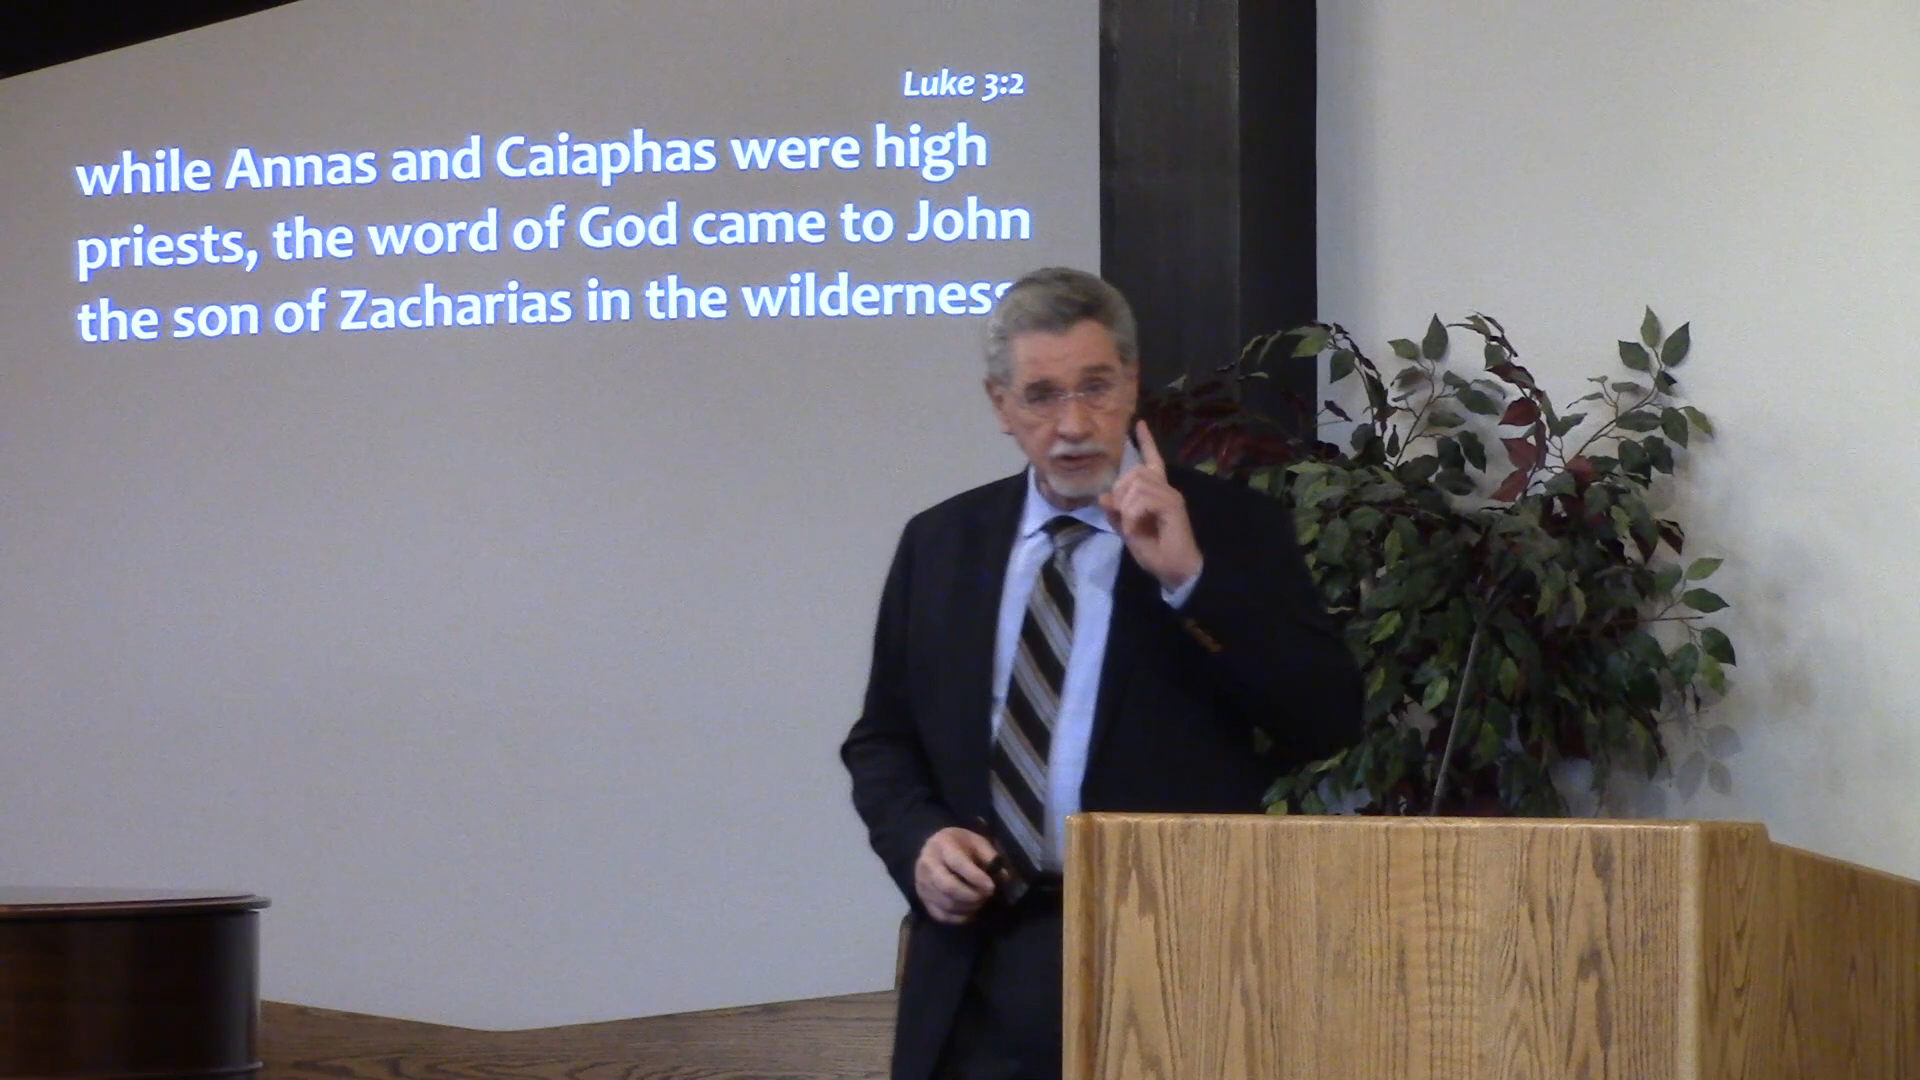 Luke 3:2
while Annas and Caiaphas were high
priests, the word of God came to John
the son of Zacharias in the wilderness